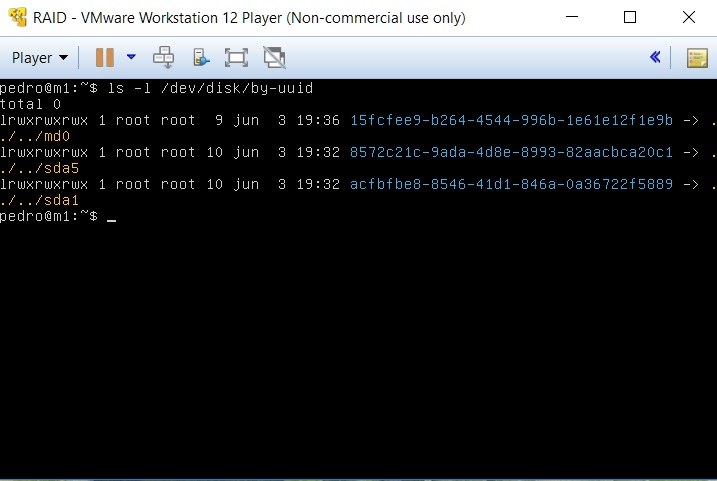 RAID - VMware Workstation 12 Player (Non-commercial use only)
Player
pedro@m1:~$ ls -l /dev/disk/by-uuid
total 0
lrwxrwxrwx 1 root root  9 jun  3 19:36 15fcfee9-b264-4544-996b-1e61e12f1e9b -> .
./../md0
lrwxrwxrwx 1 root root 10 jun  3 19:32 8572c21c-9ada-4d8e-8993-82aacbca20c1 -> .
./../sda5
lrwxrwxrwx 1 root root 10 jun  3 19:32 acfbfbe8-8546-41d1-846a-0a36722f5889 -> .
./../sda1
pedro@m1:~$ _